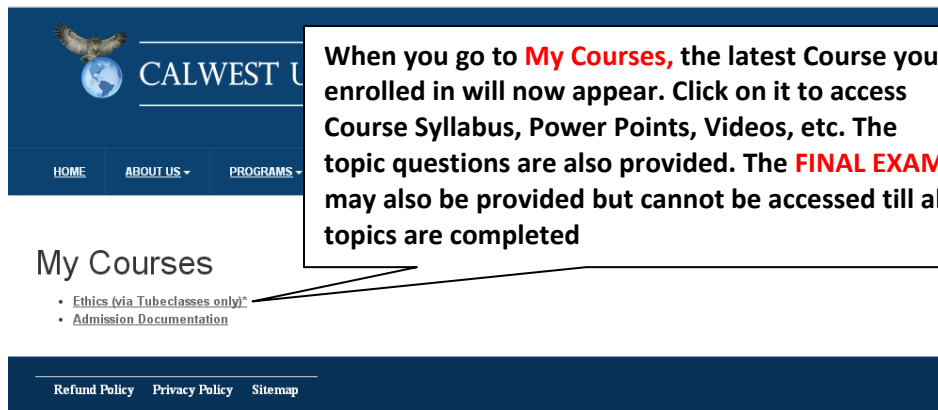 CALWEST U
When you go to My Courses, the latest Course you
enrolled in will now appear. Click on it to access
Course Syllabus, Power Points, Videos, etc. The
topic questions are also provided. The FINAL EXAM
may also be provided but cannot be accessed till al
topics are completed
HOME ABOUT US PROGRAMS
My Courses
• Ethics (via Tubeclasses only)*
• Admission Documentation
Refund Policy Privacy Policy Sitemap